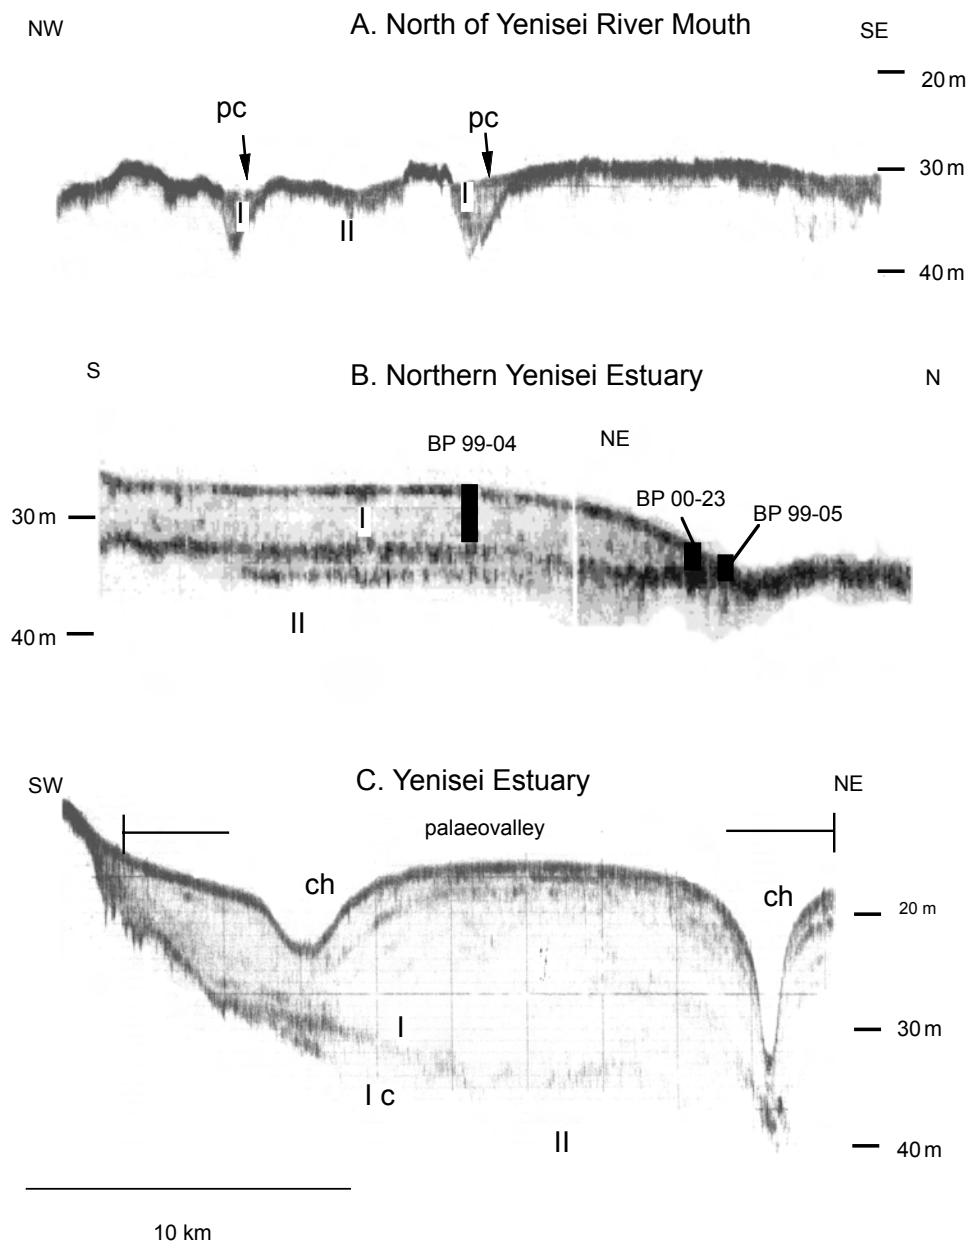 NW
A. North of Yenisei River Mouth
SE
20 m
pc
pc
30 m
I
I
II
40 m
S
B. Northern Yenisei Estuary
N
BP 99-04
NE
BP 00-23
BP 99-05
30 m
I
II
40 m
SW
C. Yenisei Estuary
NE
palaeovalley
ch
ch
20 m
I
30 m
I c
II
40 m
10 km